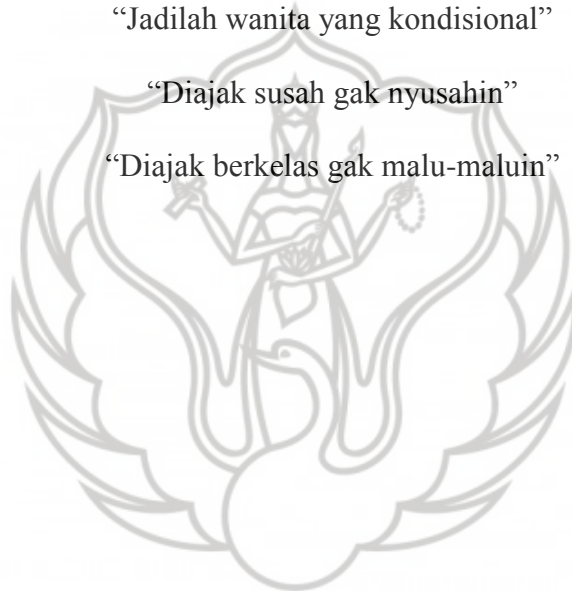 “Jadilah wanita yang kondisional”
“Diajak susah gak nyusahin”
“Diajak berkelas gak malu-maluin”